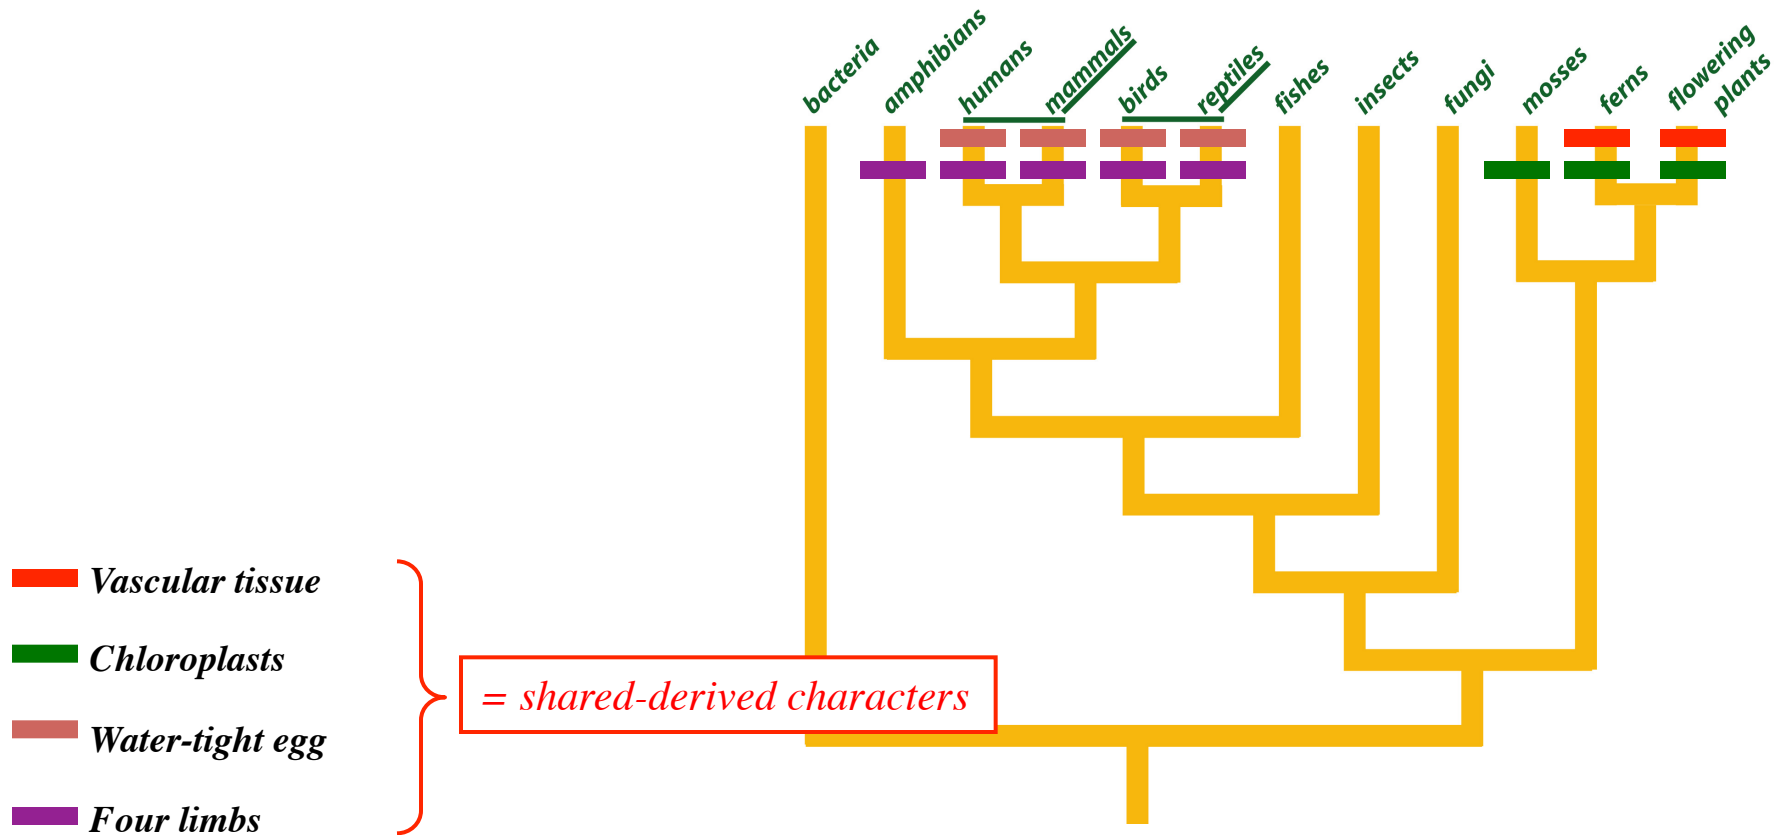 bacteria
amphibians
humans
mammals
birds
reptiles
fishes
insects
fungi
mosses
ferns
flowering
plants
Vascular tissue
Chloroplasts
= shared-derived characters
Water-tight egg
Four limbs